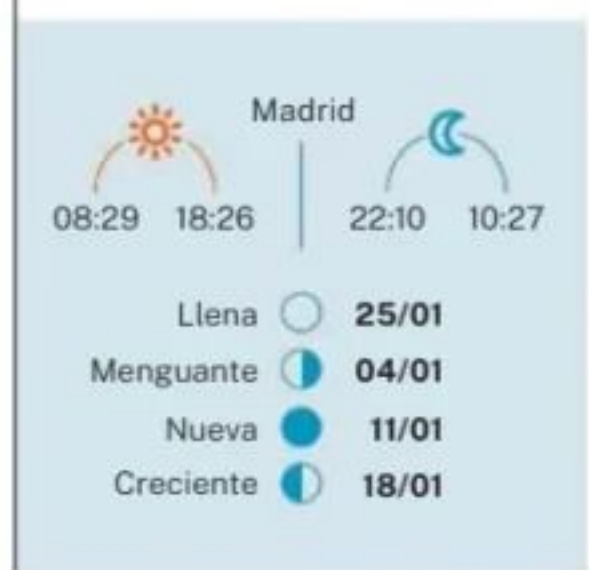 Madrid
08:29 18:26 22:10 10:27
Llena 25/01
Menguante 04/01
Nueva 11/01
Creciente 18/01